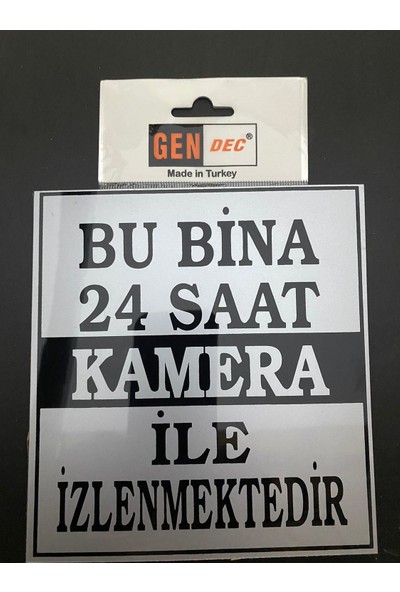 GEN DEC®
Made in Turkey
BU BİNA
24 SAAT
KAMERA
İLE
İZLENMEKTEDİR